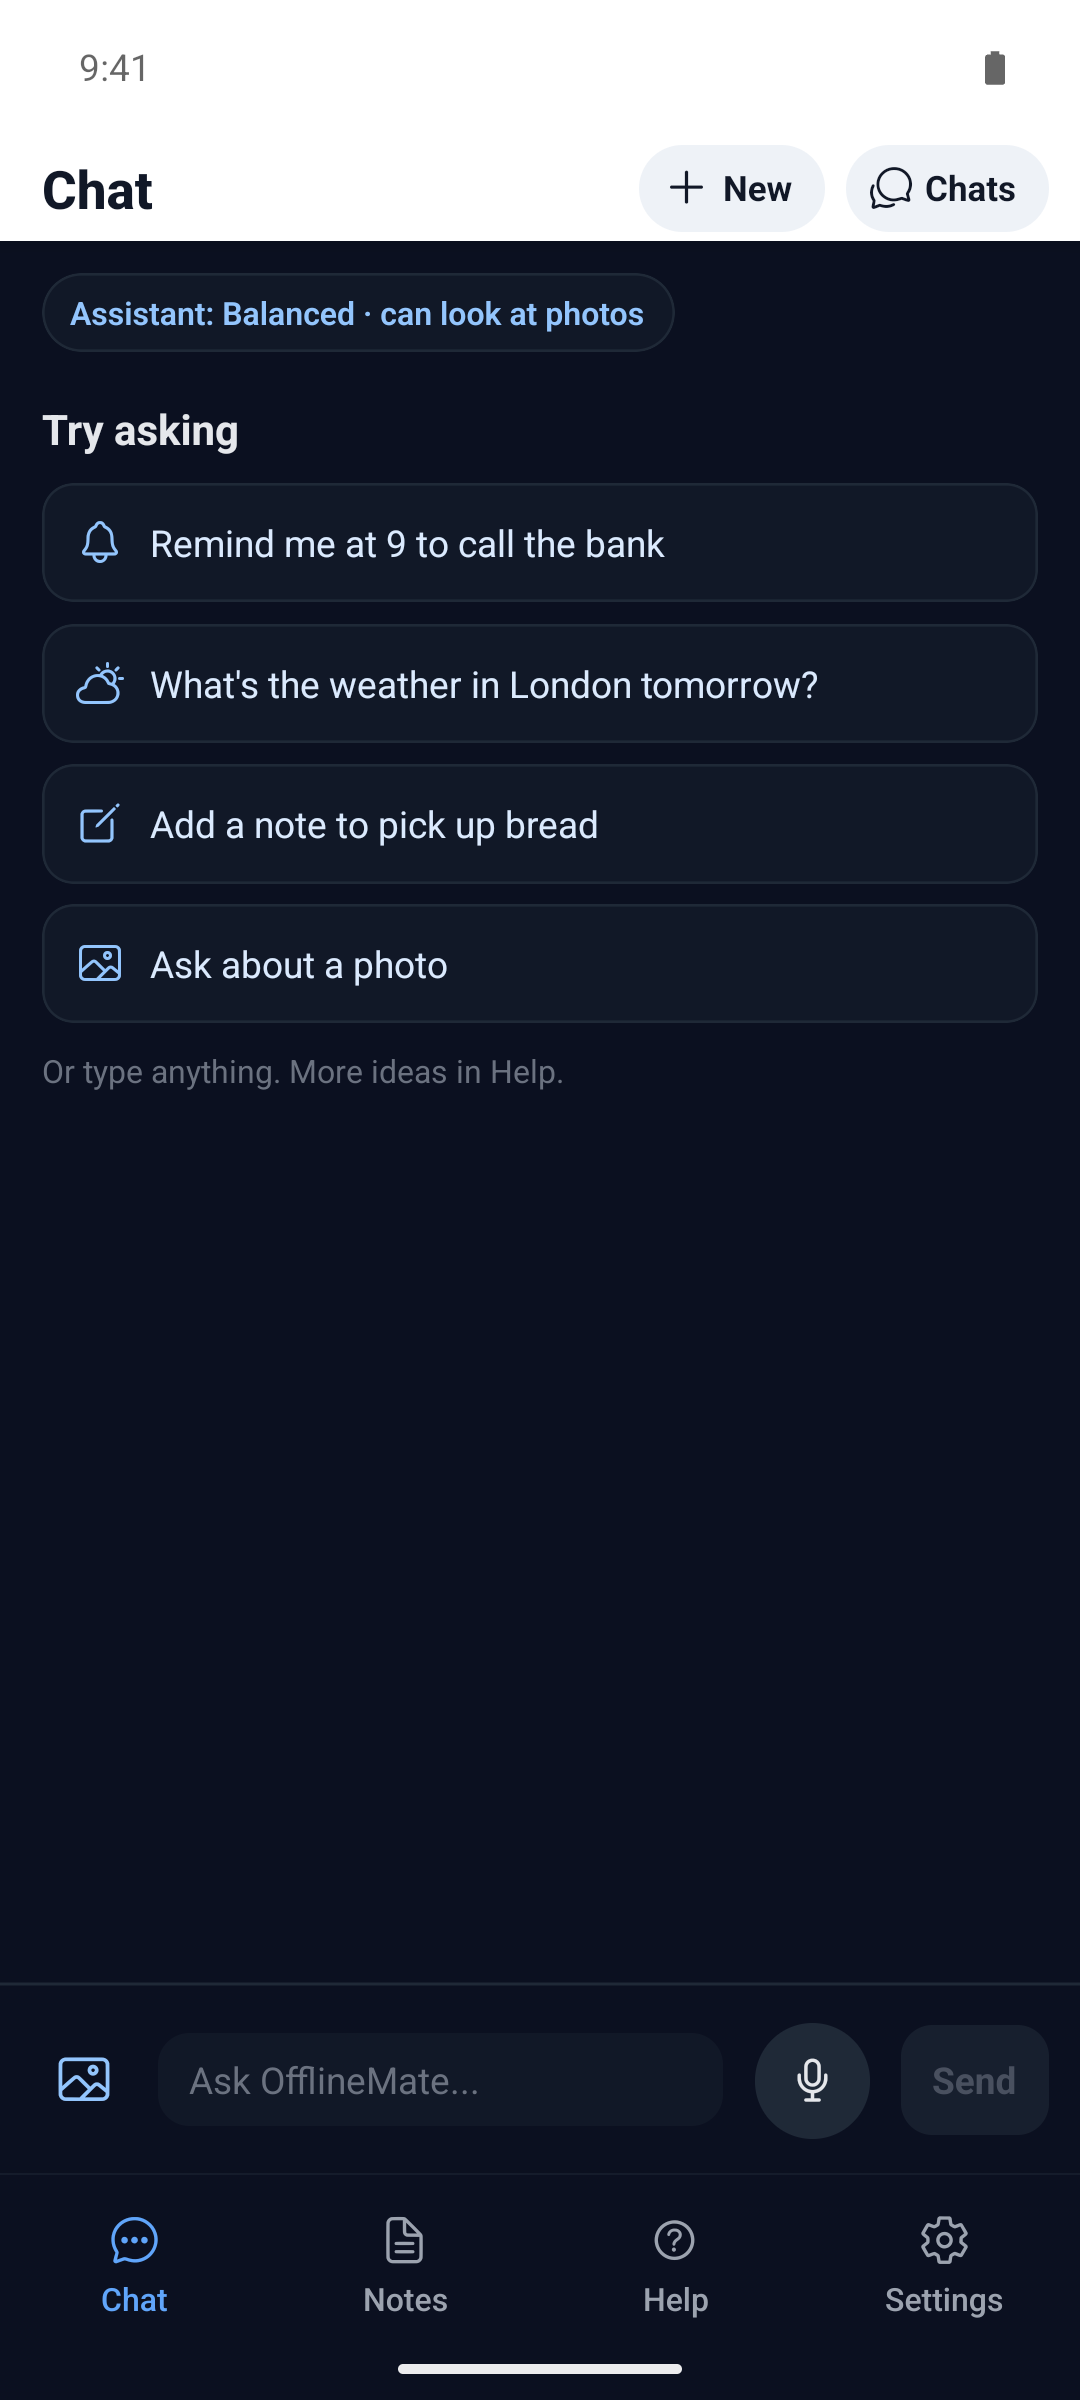 9:41
Chat
New
Chats
Assistant: Balanced · can look at photos
Try asking
Remind me at 9 to call the bank
What's the weather in London tomorrow?
Add a note to pick up bread
Ask about a photo
Or type anything. More ideas in Help.
Ask OfflineMate...
Send
Chat
Notes
Help
Settings